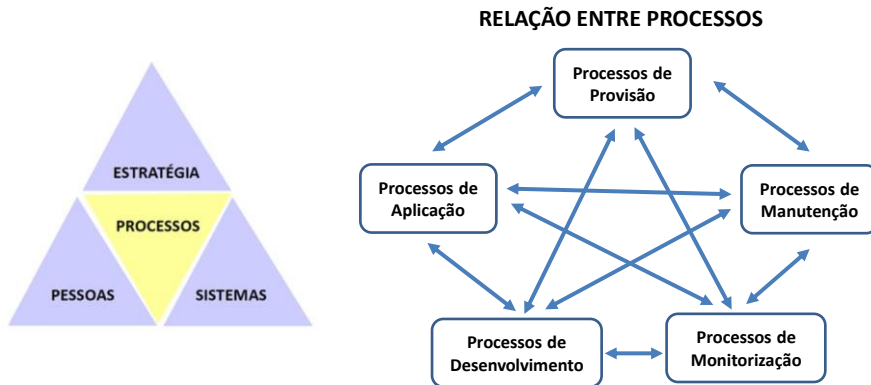 ESTRATÉGIA
PROCESSOS
PESSOAS
SISTEMAS
RELAÇÃO ENTRE PROCESSOS
Processos de
Provisão
Processos de
Aplicação
Processos de
Manutenção
Processos de
Desenvolvimento
Processos de
Monitorização